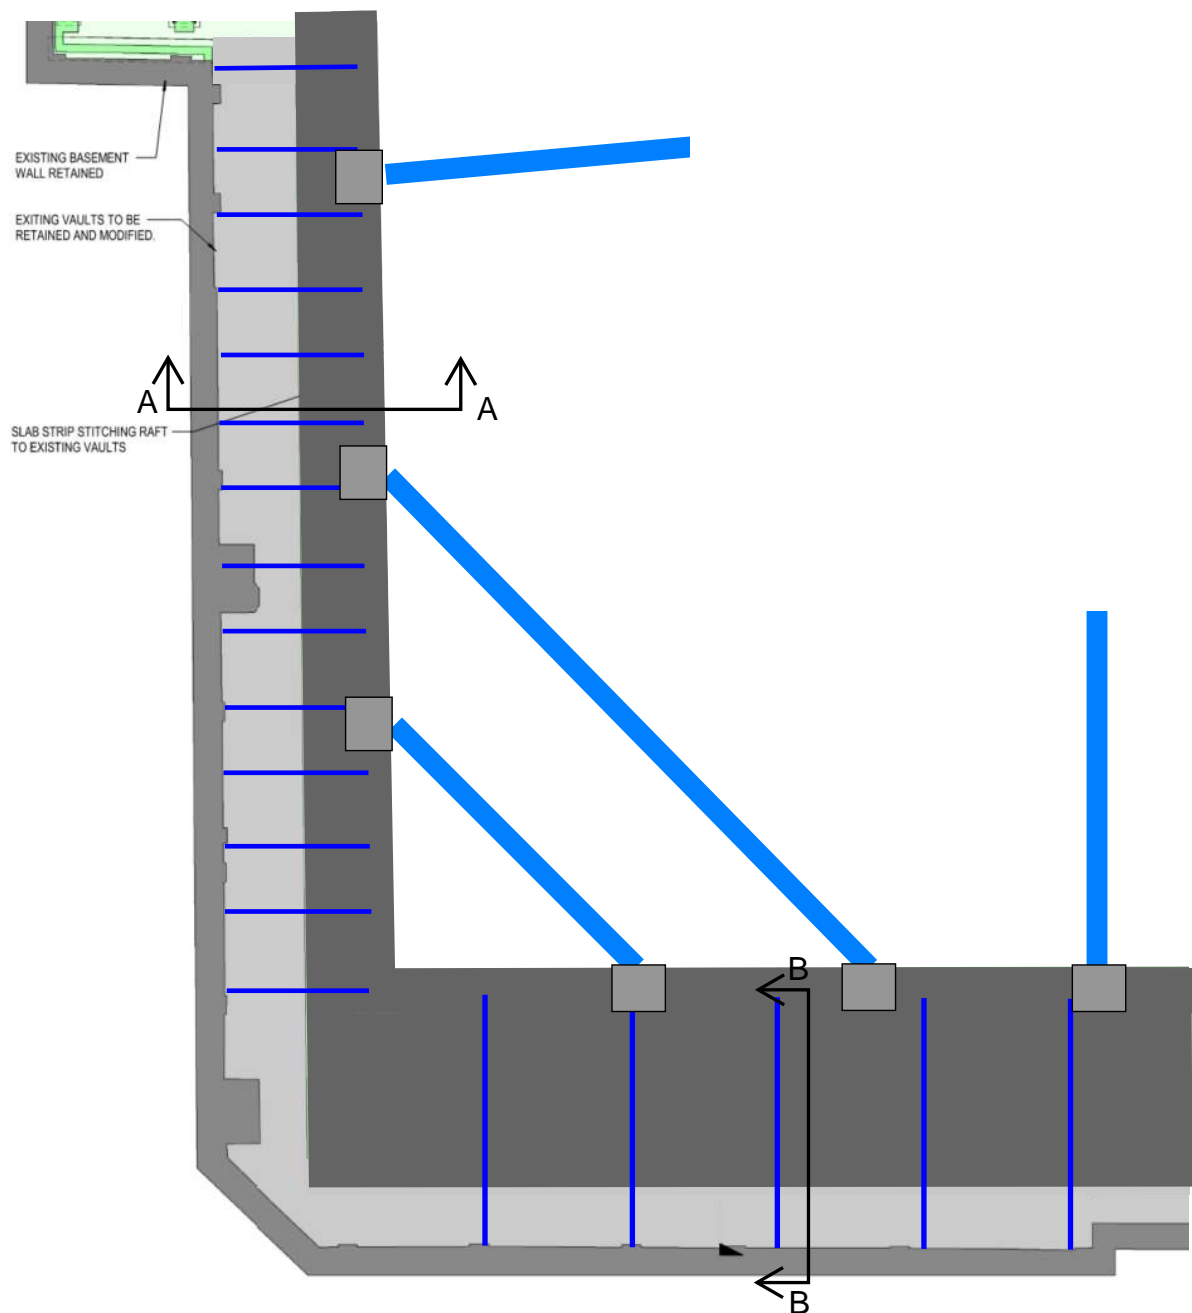 EXISTING BASEMENT
WALL RETAINED
EXITING VAULTS TO BE
RETAINED AND MODIFIED.
A
A
SLAB STRIP STITCHING RAFT
TO EXISTING VAULTS
B
B